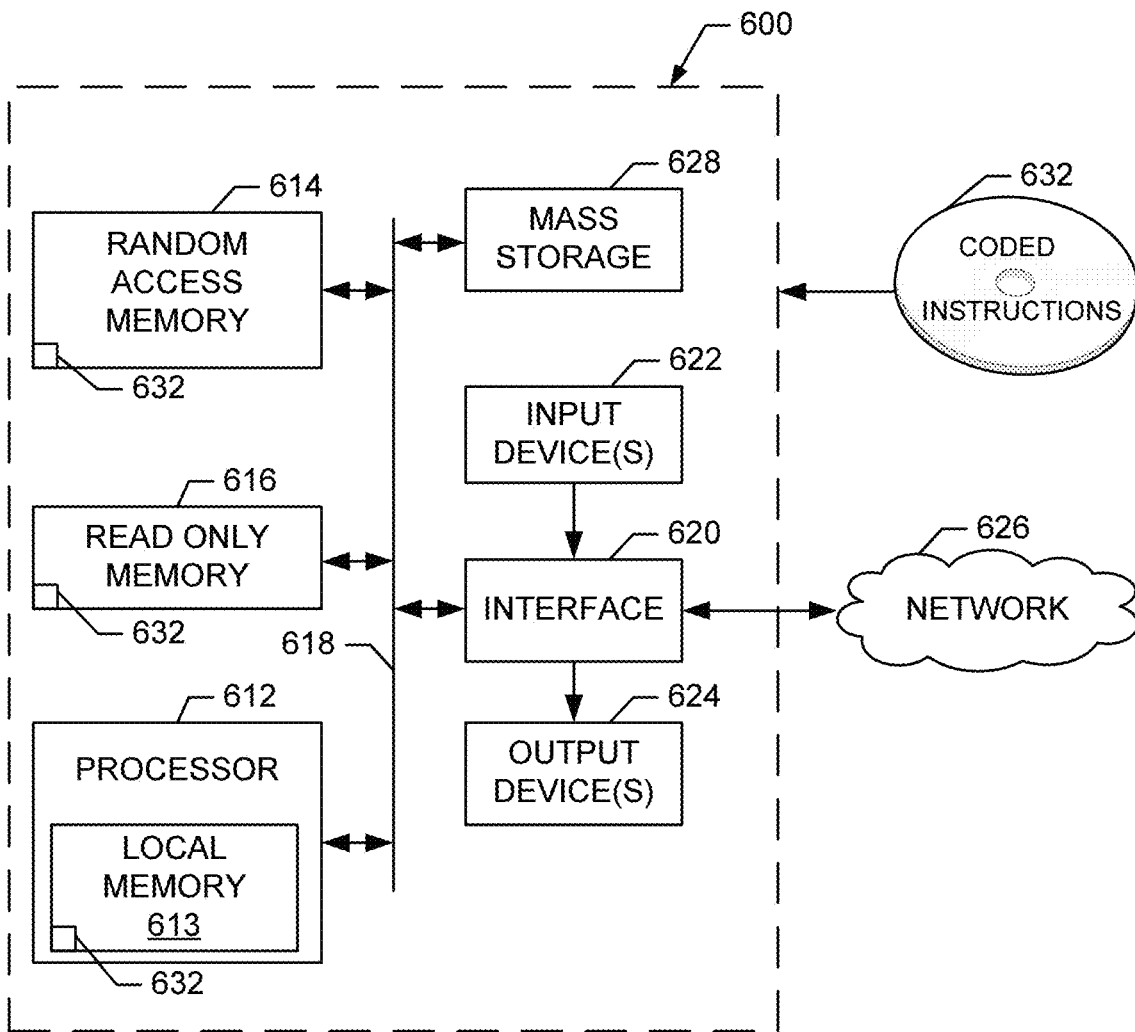 600
614
RANDOM
ACCESS
MEMORY
632
628
MASS
STORAGE
632
CODED
INSTRUCTIONS
622
INPUT
DEVICE(S)
616
READ ONLY
MEMORY
632
620
INTERFACE
626
NETWORK
618
612
PROCESSOR
LOCAL
MEMORY
613
632
624
OUTPUT
DEVICE(S)